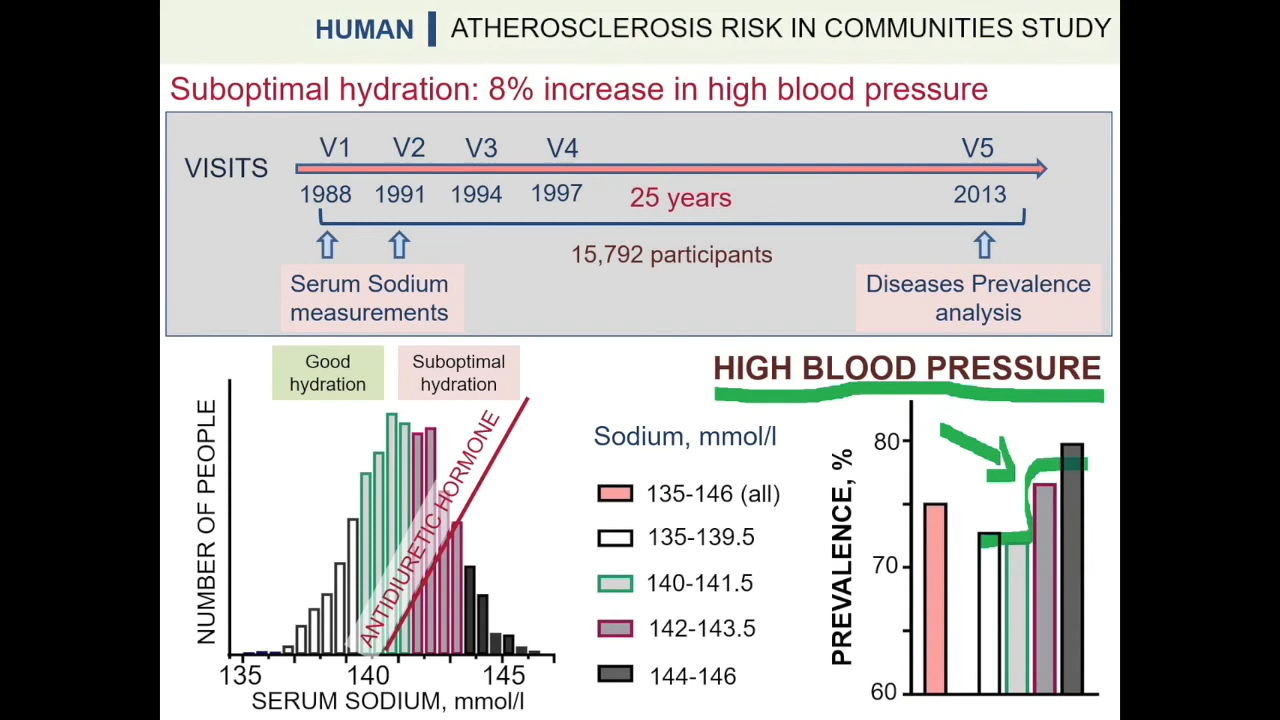 HUMAN | ATHEROSCLEROSIS RISK IN COMMUNITIES STUDY
Suboptimal hydration: 8% increase in high blood pressure
VISITS
V1 V2 V3 V4 V5
1988 1991 1994 1997 25 years 2013
15,792 participants
Serum Sodium
measurements
Diseases Prevalence
analysis
Good
hydration
Suboptimal
hydration
NUMBER OF PEOPLE
ANTIDIURETIC HORMONE
135 140 145
SERUM SODIUM, mmol/l
Sodium, mmol/l
135-146 (all)
135-139.5
140-141.5
142-143.5
144-146
HIGH BLOOD PRESSURE
PREVALENCE, %
80
70
60